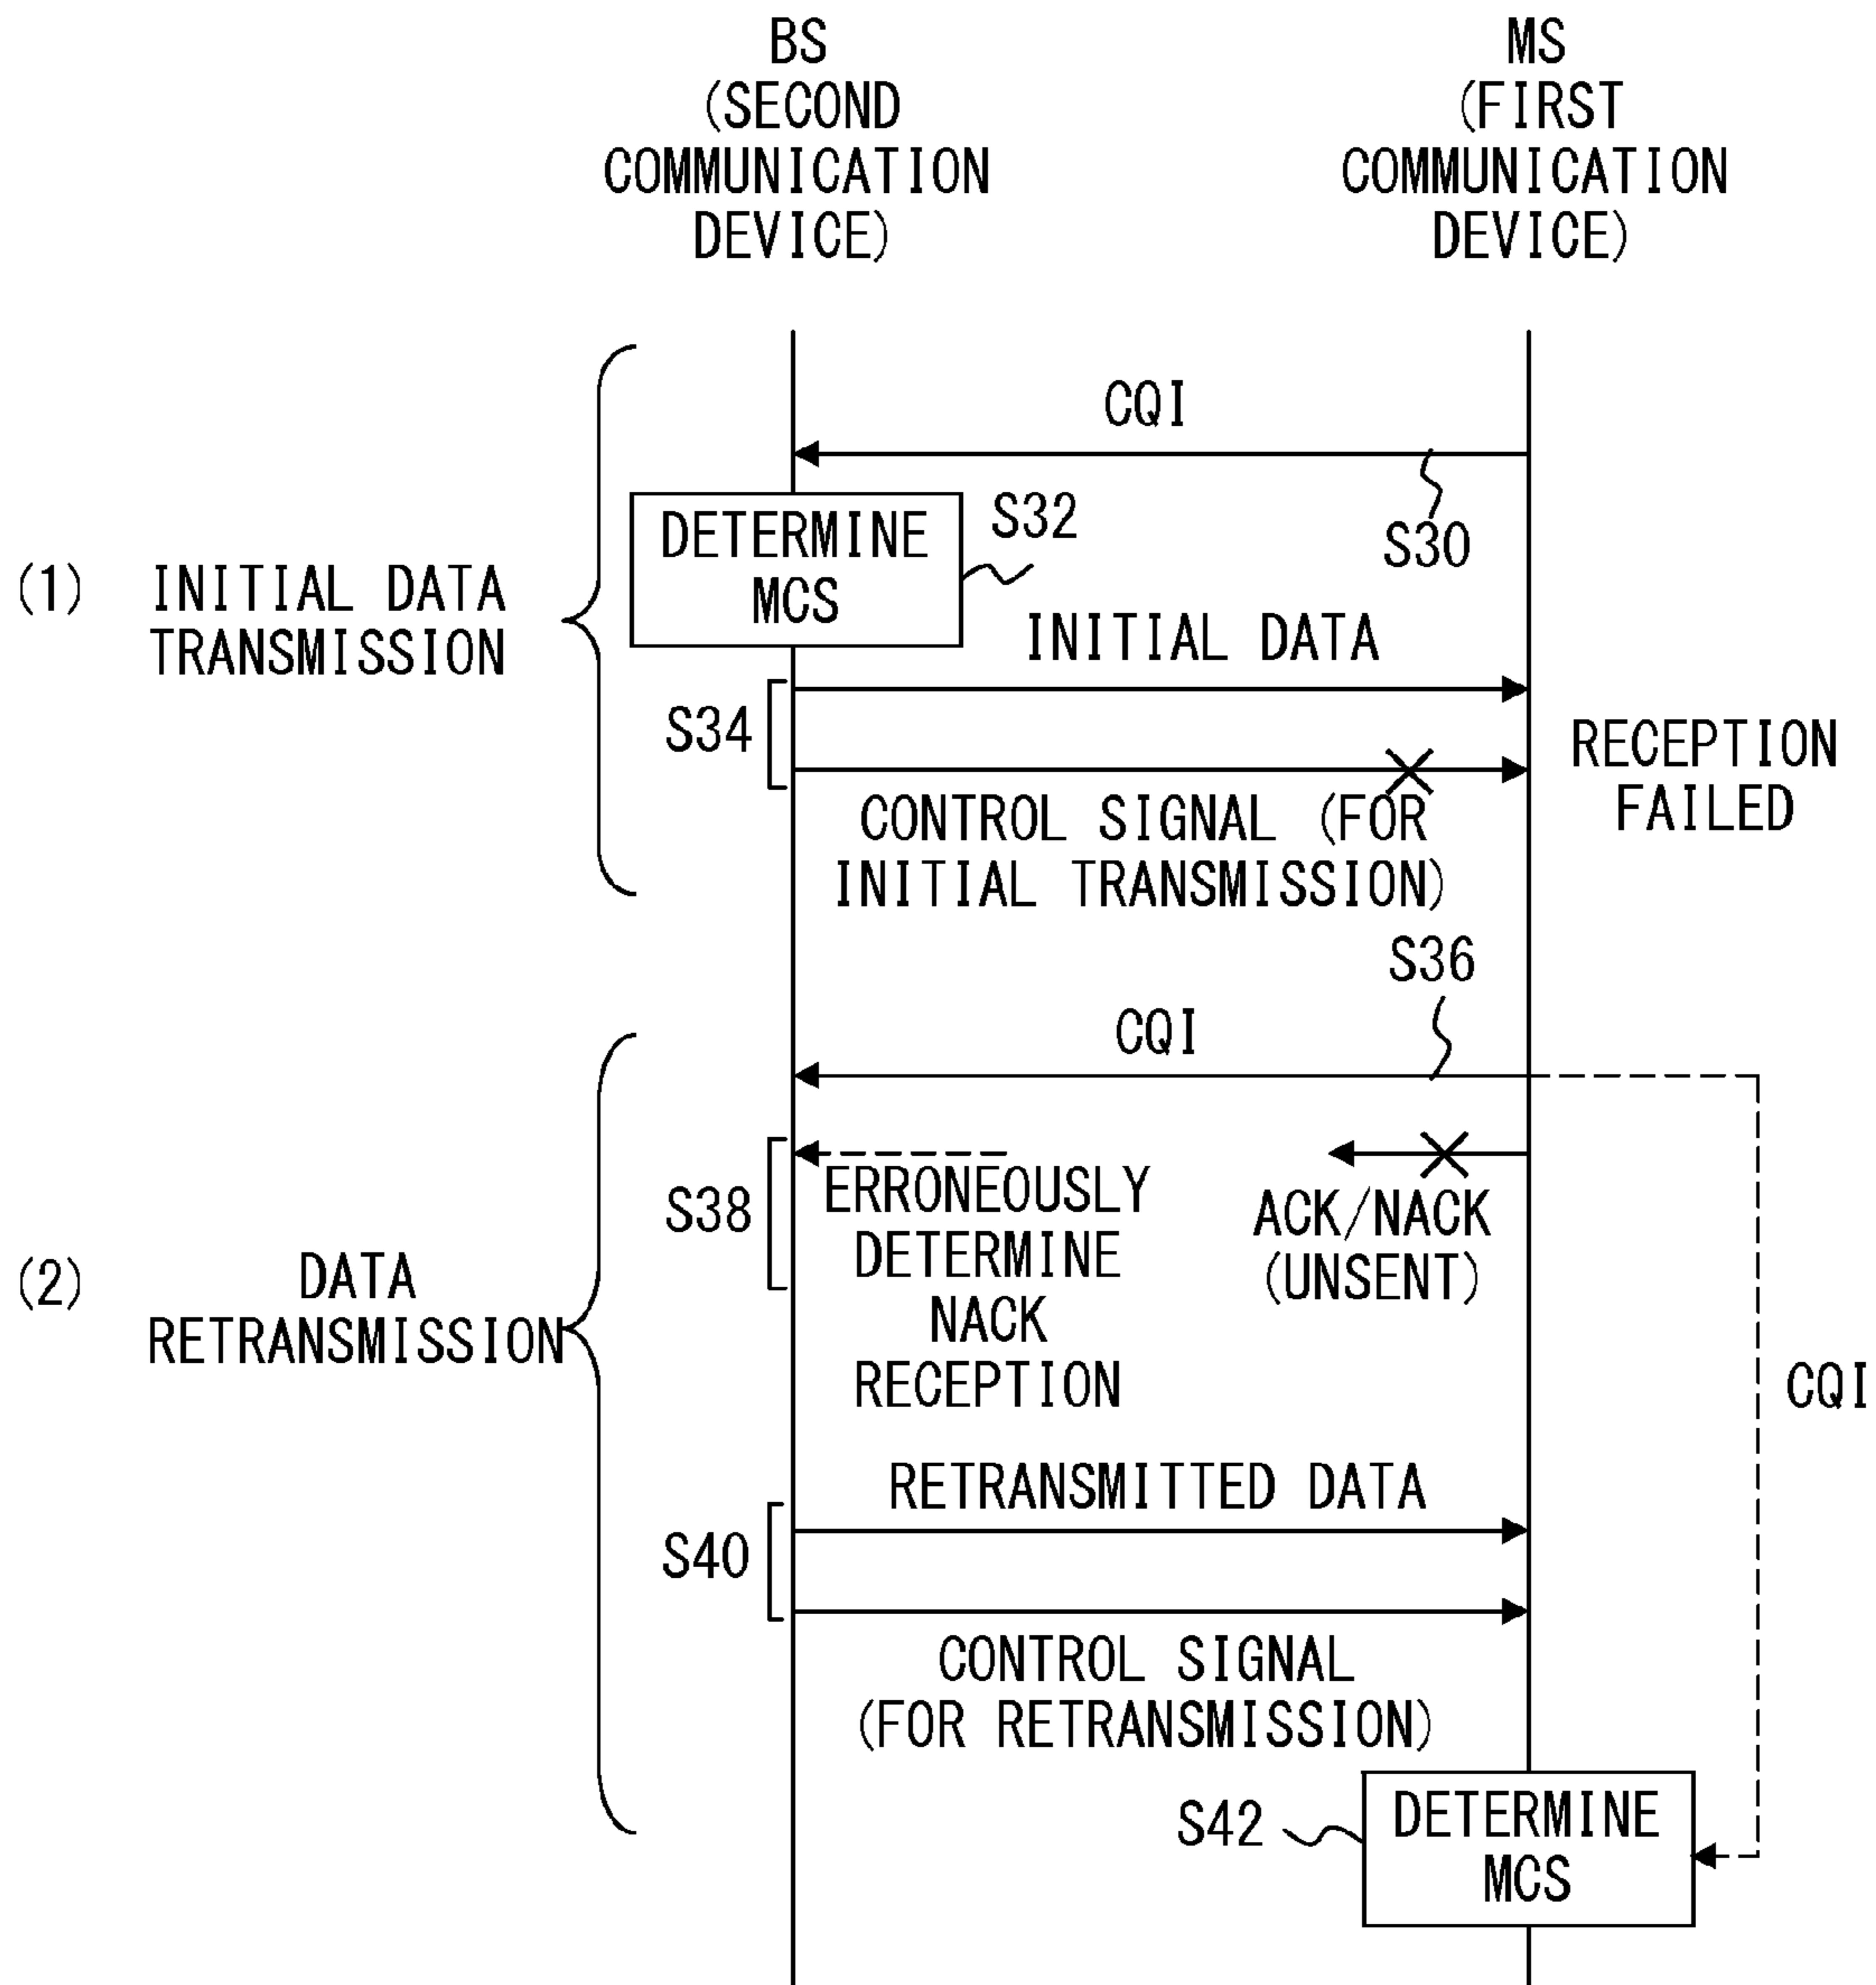 BS
(SECOND
COMMUNICATION
DEVICE)
MS
(FIRST
COMMUNICATION
DEVICE)
(1) INITIAL DATA
TRANSMISSION
CQI
S30
DETERMINE
MCS
S32
INITIAL DATA
S34
RECEPTION
FAILED
CONTROL SIGNAL (FOR
INITIAL TRANSMISSION)
S36
CQI
(2) DATA
RETRANSMISSION
S38
ERRONEOUSLY
DETERMINE
NACK
RECEPTION
ACK/NACK
(UNSENT)
CQI
RETRANSMITTED DATA
S40
CONTROL SIGNAL
(FOR RETRANSMISSION)
S42
DETERMINE
MCS